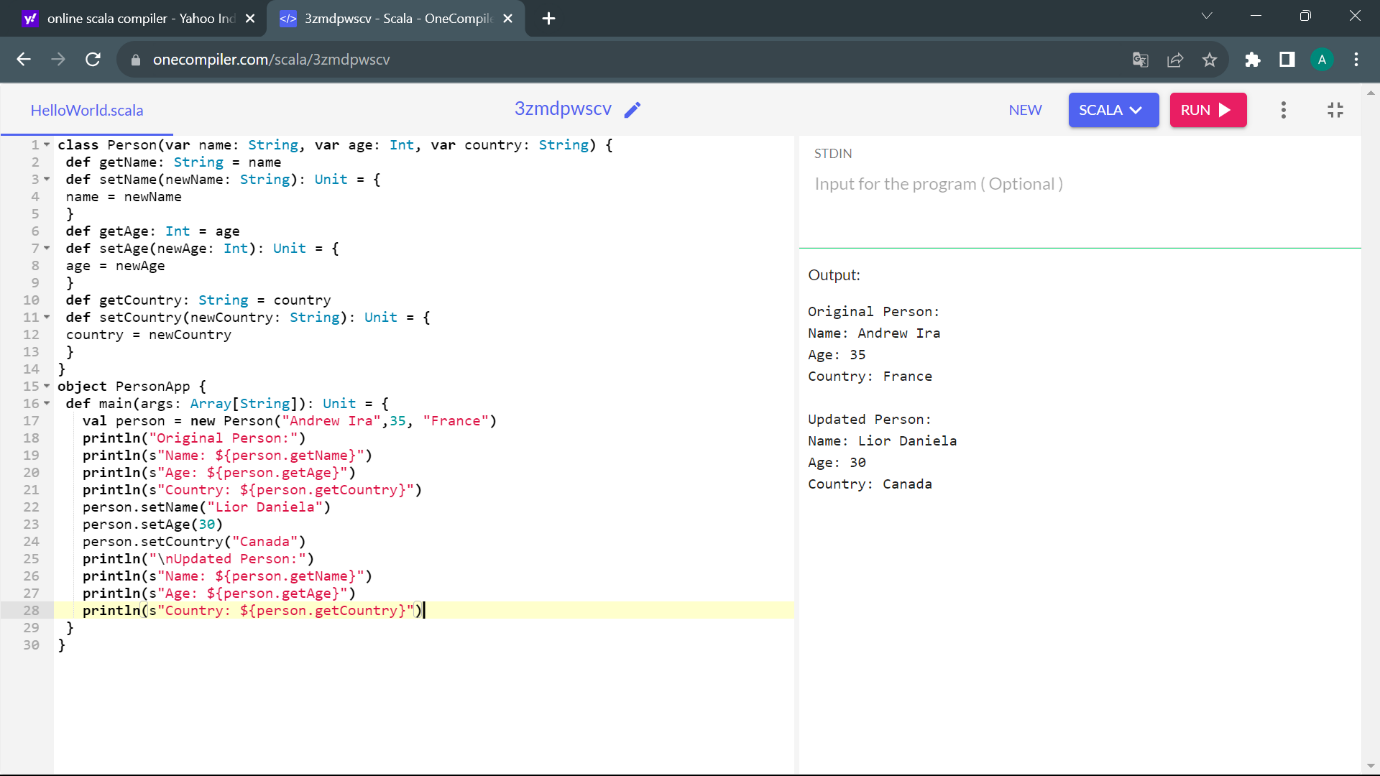 online scala compiler - Yahoo Ind
3zmdpwscv - Scala - OneCompile
onecompiler.com/scala/3zmdpwscv
A
HelloWorld.scala
3zmdpwscv
NEW
SCALA
RUN
1 class Person(var name: String, var age: Int, var country: String) {
2 def getName: String = name
3 def setName(newName: String): Unit = {
4 name = newName
5 }
6 def getAge: Int = age
7 def setAge(newAge: Int): Unit = {
8 age = newAge
9 }
10 def getCountry: String = country
11 def setCountry(newCountry: String): Unit = {
12 country = newCountry
13 }
14 }
15 object PersonApp {
16 def main(args: Array[String]): Unit = {
17 val person = new Person("Andrew Ira",35, "France")
18 println("Original Person:")
19 println(s"Name: ${person.getName}")
20 println(s"Age: ${person.getAge}")
21 println(s"Country: ${person.getCountry}")
22 person.setName("Lior Daniela")
23 person.setAge(30)
24 person.setCountry("Canada")
25 println("\nUpdated Person:")
26 println(s"Name: ${person.getName}")
27 println(s"Age: ${person.getAge}")
28 println(s"Country: ${person.getCountry}")
29 }
30 }
STDIN
Input for the program ( Optional )
Output:
Original Person:
Name: Andrew Ira
Age: 35
Country: France
Updated Person:
Name: Lior Daniela
Age: 30
Country: Canada